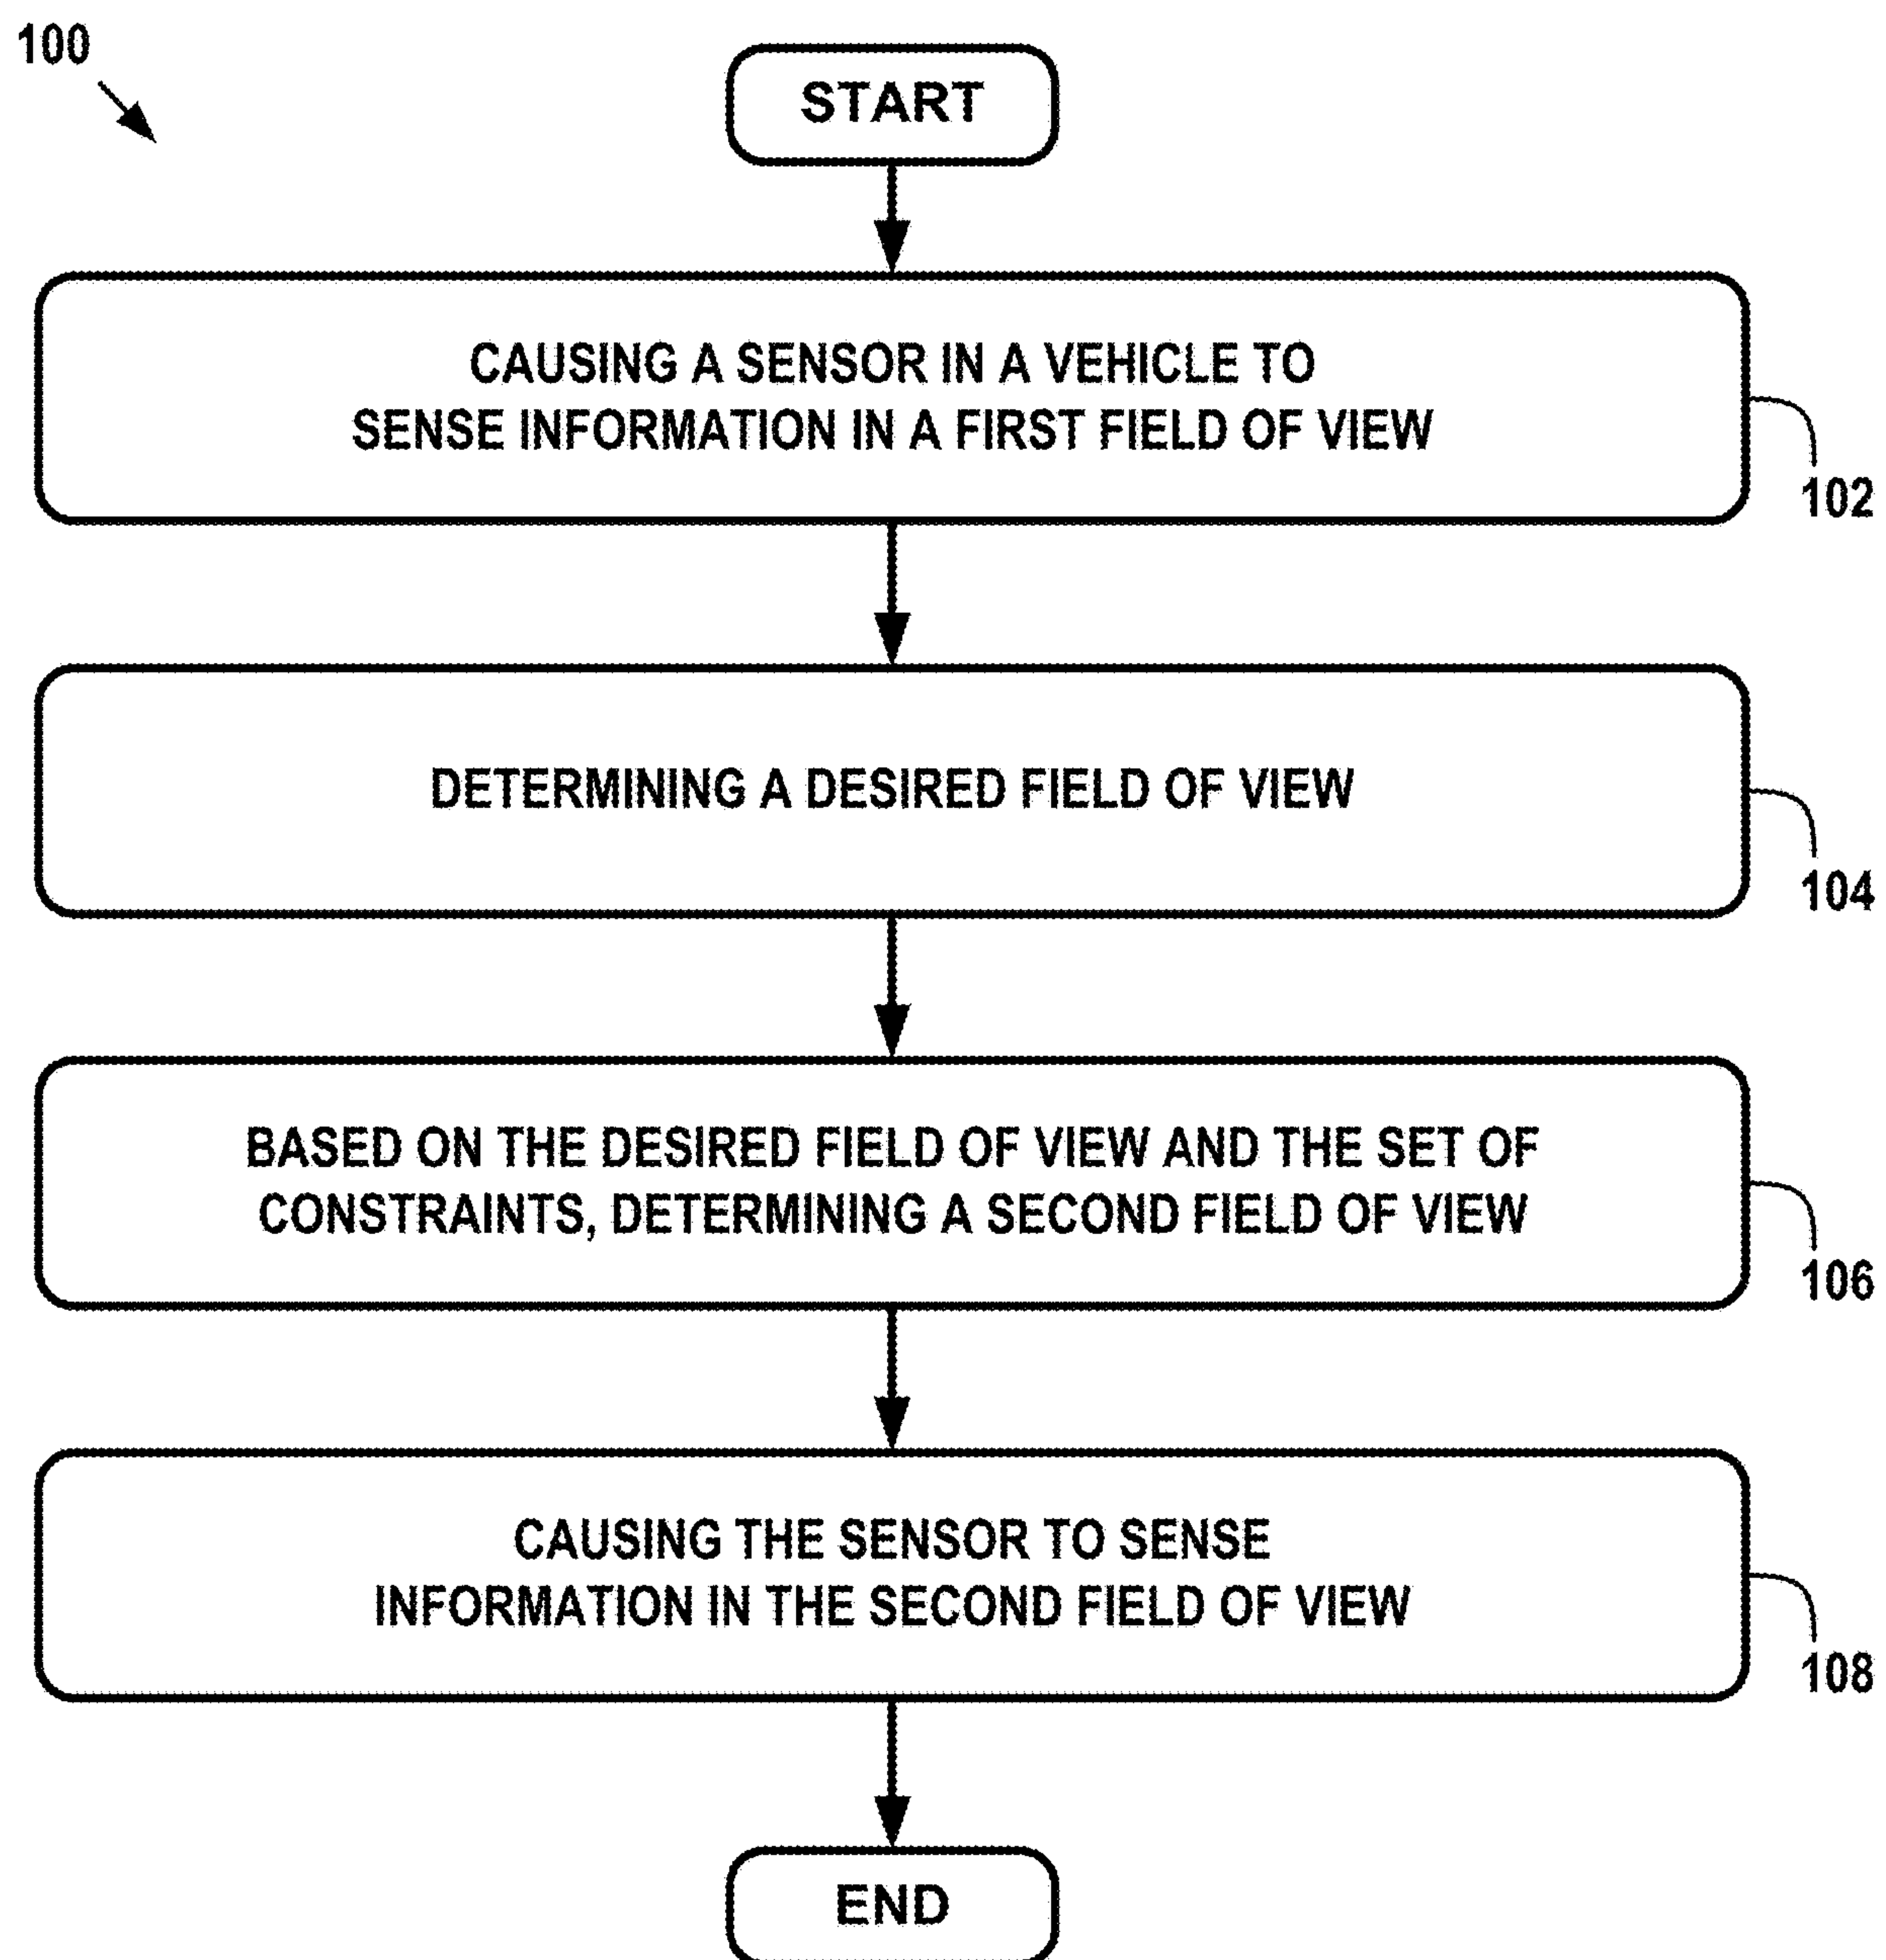 100
START
CAUSING A SENSOR IN A VEHICLE TO
SENSE INFORMATION IN A FIRST FIELD OF VIEW
102
DETERMINING A DESIRED FIELD OF VIEW
104
BASED ON THE DESIRED FIELD OF VIEW AND THE SET OF
CONSTRAINTS, DETERMINING A SECOND FIELD OF VIEW
106
CAUSING THE SENSOR TO SENSE
INFORMATION IN THE SECOND FIELD OF VIEW
108
END